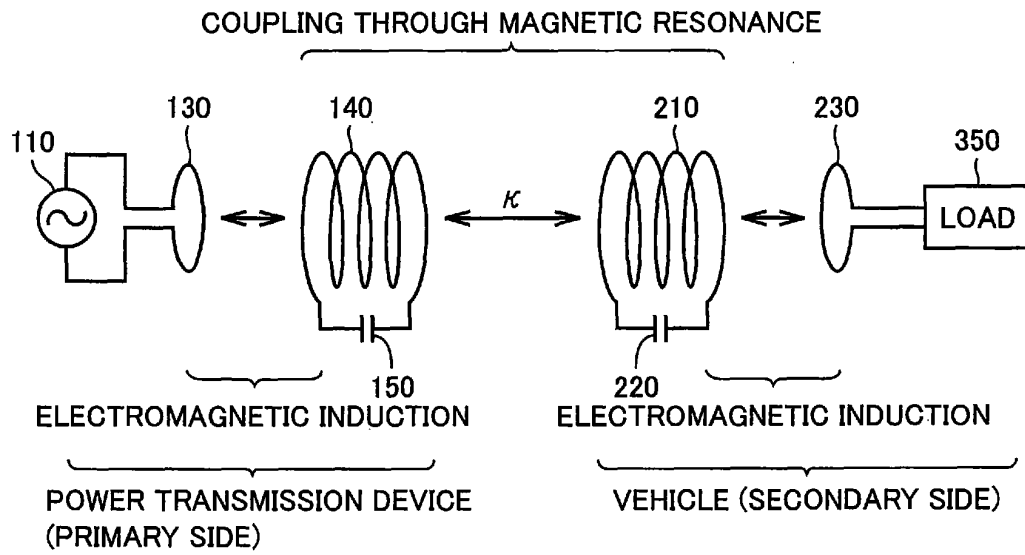 COUPLING THROUGH MAGNETIC RESONANCE
130
140
210
230
110
350
κ
LOAD
150
220
ELECTROMAGNETIC INDUCTION
ELECTROMAGNETIC INDUCTION
POWER TRANSMISSION DEVICE
(PRIMARY SIDE)
VEHICLE (SECONDARY SIDE)